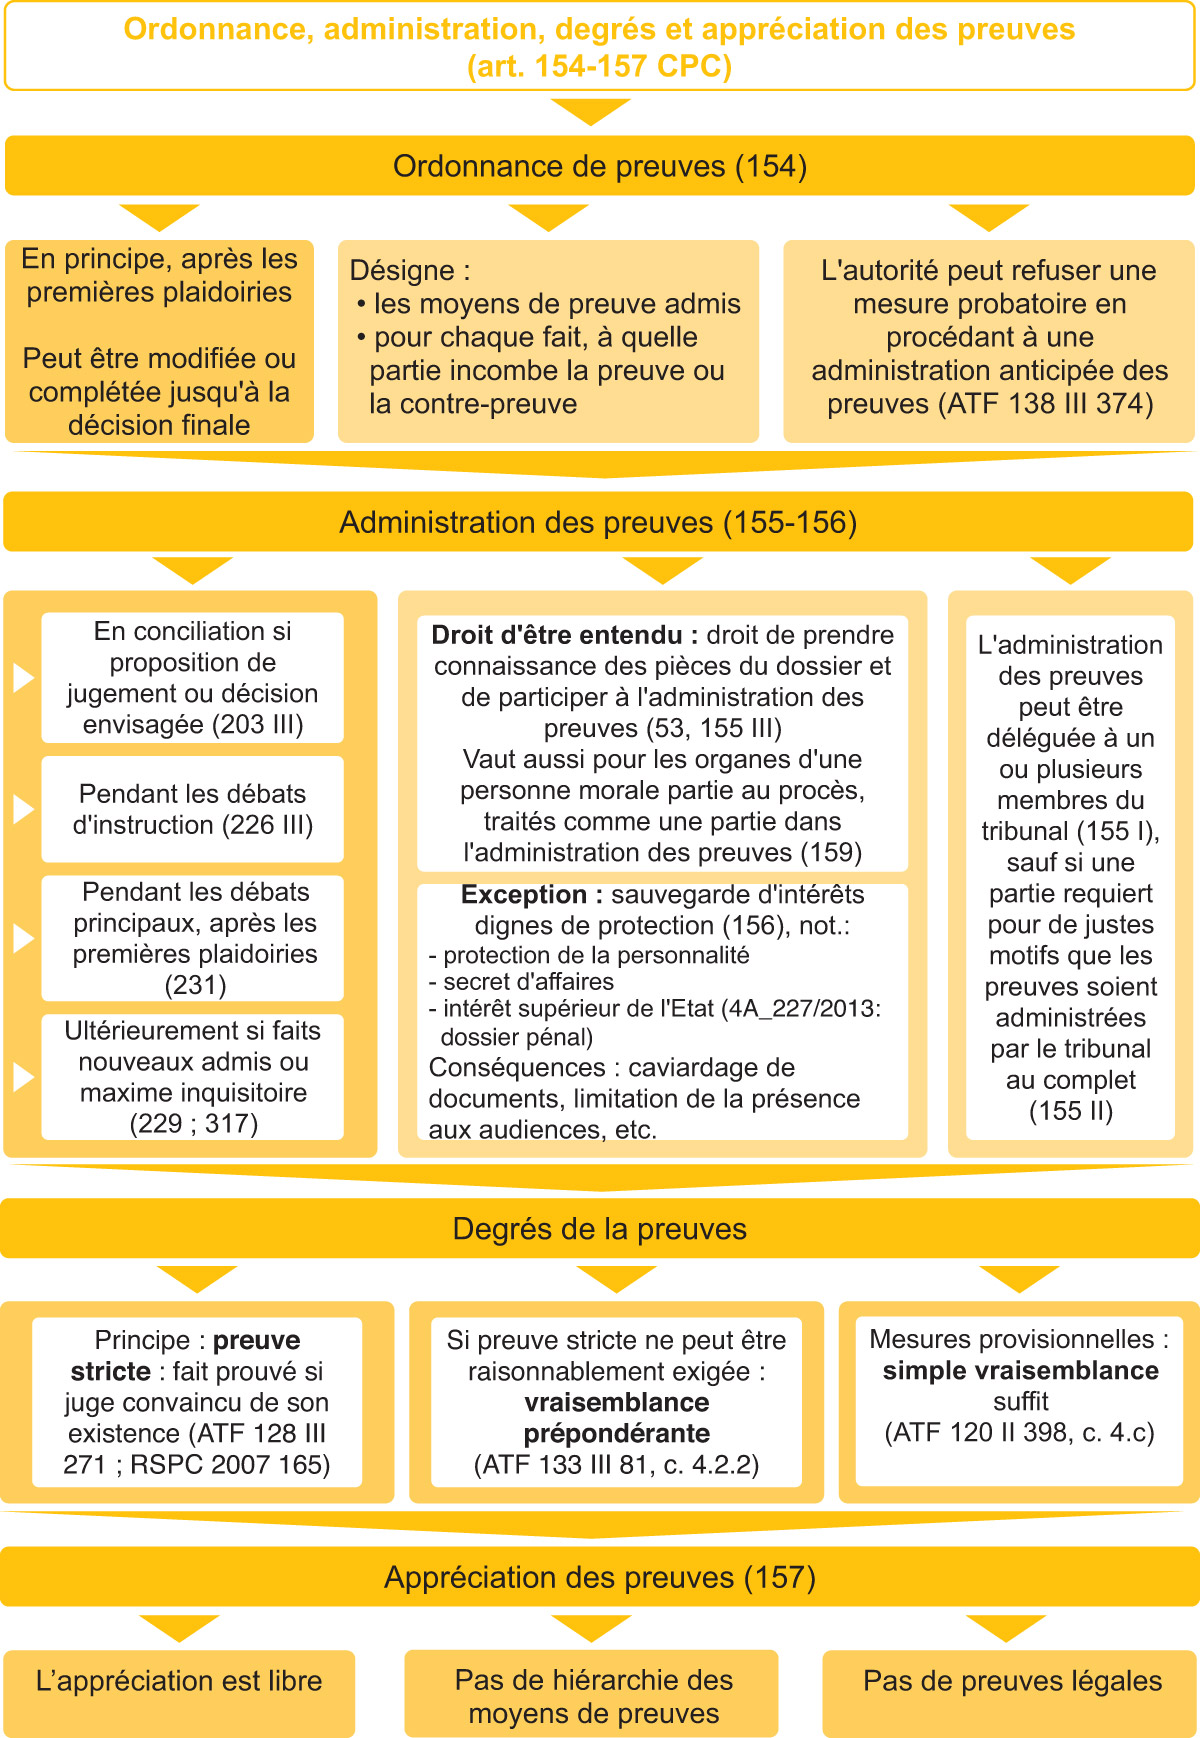 Ordonnance, administration, degrés et appréciation des preuves
(art. 154-157 CPC)
Ordonnance de preuves (154)
En principe, après les
premières plaidoiries
Peut être modifiée ou
complétée jusqu'à la
décision finale
Désigne :
• les moyens de preuve admis
• pour chaque fait, à quelle
partie incombe la preuve ou
la contre-preuve
L'autorité peut refuser une
mesure probatoire en
procédant à une
administration anticipée des
preuves (ATF 138 III 374)
Administration des preuves (155-156)
En conciliation si
proposition de
jugement ou décision
envisagée (203 III)
Pendant les débats
d'instruction (226 III)
Pendant les débats
principaux, après les
premières plaidoiries
(231)
Ultérieurement si faits
nouveaux admis ou
maxime inquisitoire
(229 ; 317)
Droit d'être entendu : droit de prendre
connaissance des pièces du dossier et
de participer à l'administration des
preuves (53, 155 III)
Vaut aussi pour les organes d'une
personne morale partie au procès,
traités comme une partie dans
l'administration des preuves (159)
Exception : sauvegarde d'intérêts
dignes de protection (156), not.:
- protection de la personnalité
- secret d'affaires
- intérêt supérieur de l'Etat (4A_227/2013:
dossier pénal)
Conséquences : caviardage de
documents, limitation de la présence
aux audiences, etc.
L'administration
des preuves
peut être
déléguée à un
ou plusieurs
membres du
tribunal (155 I),
sauf si une
partie requiert
pour de justes
motifs que les
preuves soient
administrées
par le tribunal
au complet
(155 II)
Degrés de la preuves
Principe : preuve
stricte : fait prouvé si
juge convaincu de son
existence (ATF 128 III
271 ; RSPC 2007 165)
Si preuve stricte ne peut être
raisonnablement exigée :
vraisemblance
prépondérante
(ATF 133 III 81, c. 4.2.2)
Mesures provisionnelles :
simple vraisemblance
suffit
(ATF 120 II 398, c. 4.c)
Appréciation des preuves (157)
L’appréciation est libre
Pas de hiérarchie des
moyens de preuves
Pas de preuves légales